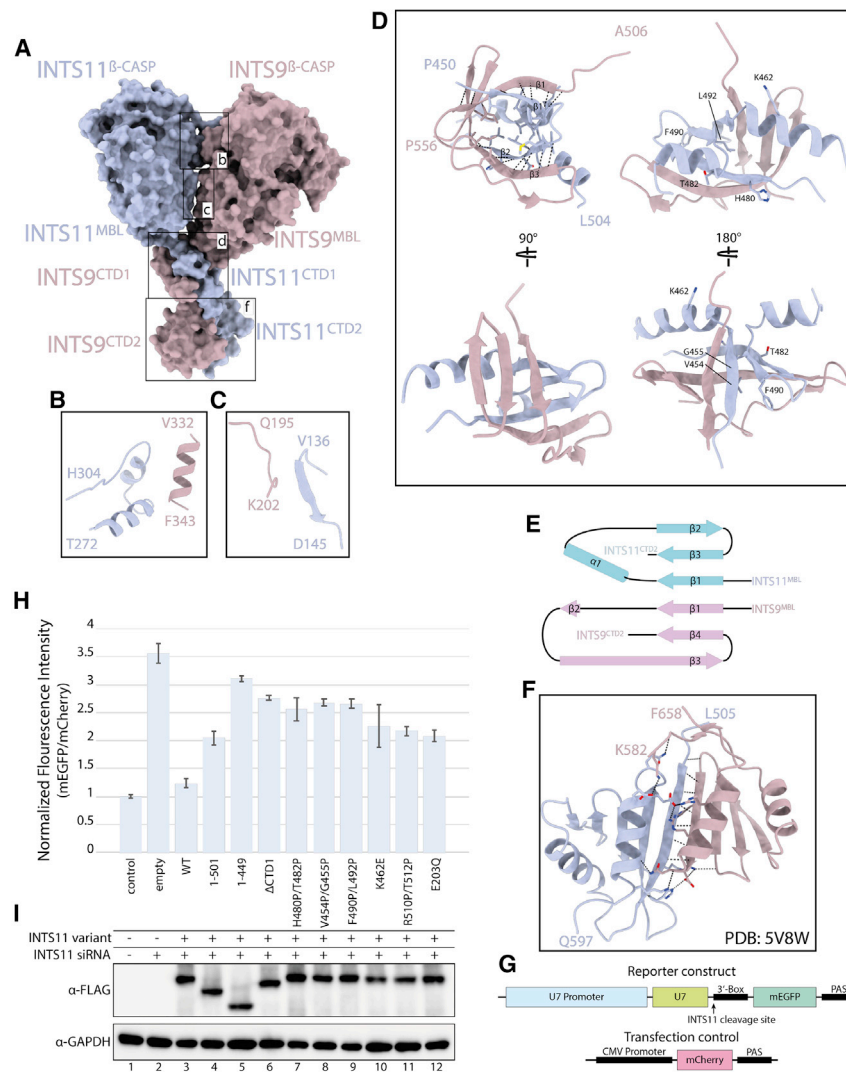 A
INTS11ß-CASP
INTS9ß-CASP
b
c
INTS11MBL
d
INTS9MBL
INTS9CTD1
INTS11CTD1
f
INTS9CTD2
INTS11CTD2
B
V332
H304
F343
T272
C
Q195
V136
K202
D145
D
A506
P450
β1
β1
P556
β2
β3
L504
K462
L492
F490
T482
H480
90°
180°
K462
G455
V454
T482
F490
E
β2
INTS11CTD2
β3
α1
β1
INTS11MBL
β2
β1
INTS9MBL
INTS9CTD2
β4
β3
F
F658
L505
K582
Q597
PDB: 5V8W
G
Reporter construct
U7 Promoter
U7
3'-Box
mEGFP
PAS
INTS11 cleavage site
Transfection control
CMV Promoter
mCherry
PAS
H
Normalized Flourescence Intensity
(mEGFP/mCherry)
4
3.5
3
2.5
2
1.5
1
0.5
0
control
empty
WT
1-501
1-449
ΔCTD1
H480P/T482P
V454P/G455P
F490P/L492P
K462E
R510P/T512P
E203Q
I
INTS11 variant - - + + + + + + + + + +
INTS11 siRNA - + + + + + + + + + + +
α-FLAG
α-GAPDH
1 2 3 4 5 6 7 8 9 10 11 12